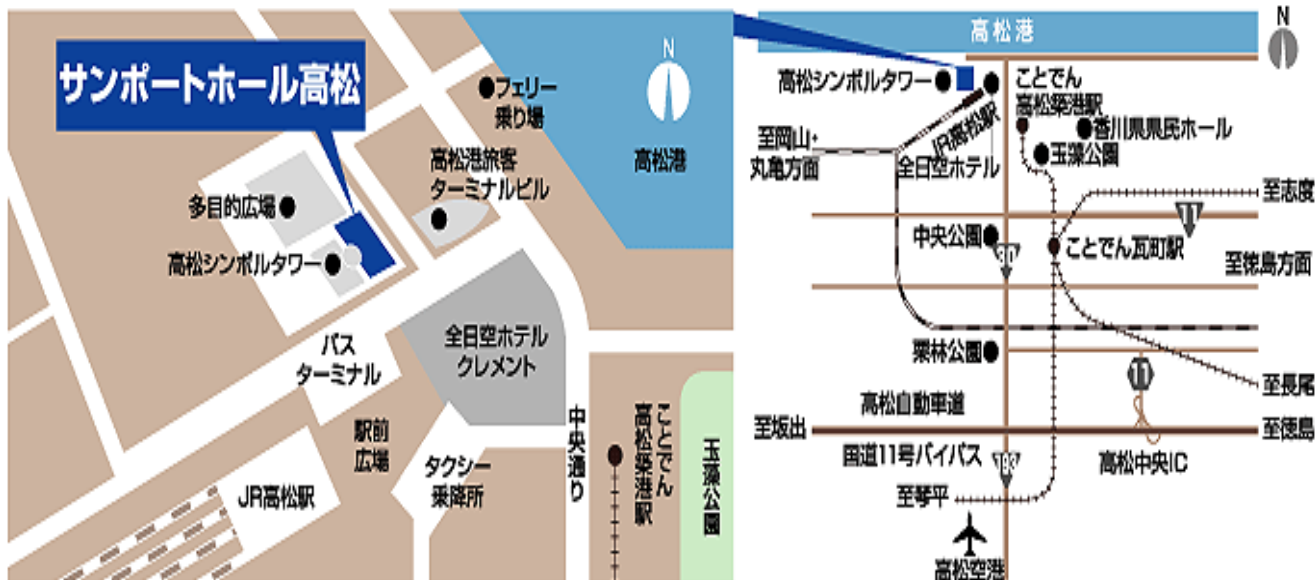 サンポートホール高松
N
フェリー
乗り場
高松港旅客
ターミナルビル
高松港
多目的広場
高松シンボルタワー
バス
ターミナル
全日空ホテル
クレメント
駅前
広場
タクシー
乗降所
JR高松駅
中央通り
ことでん
高松築港駅
玉藻公園
高松港
N
高松シンボルタワー
ことでん
高松築港駅
JR高松駅
香川県県民ホール
玉藻公園
至岡山・
丸亀方面
全日空ホテル
至志度
11
中央公園
30
ことでん瓦町駅
至徳島方面
栗林公園
11
至長尾
高松自動車道
至坂出
至徳島
国道11号バイパス
193
高松中央IC
至琴平
高松空港